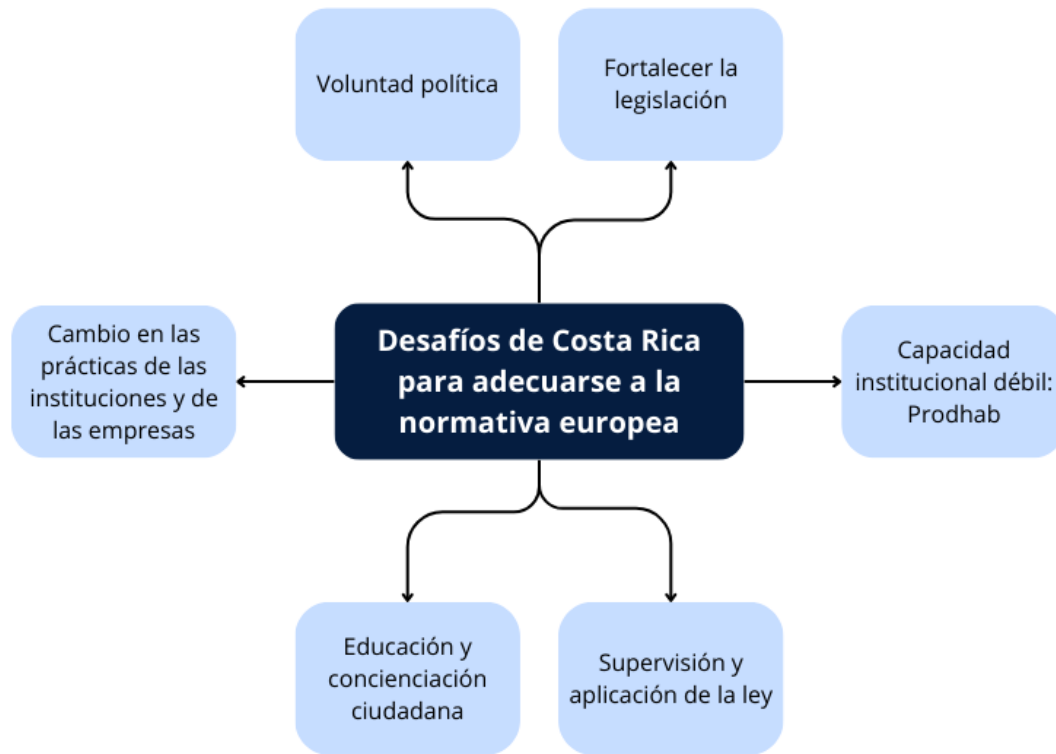 Voluntad política
Fortalecer la
legislación
Cambio en las
prácticas de las
instituciones y de
las empresas
Desafíos de Costa Rica
para adecuarse a la
normativa europea
Capacidad
institucional débil:
Prodhab
Educación y
concienciación
ciudadana
Supervisión y
aplicación de la ley